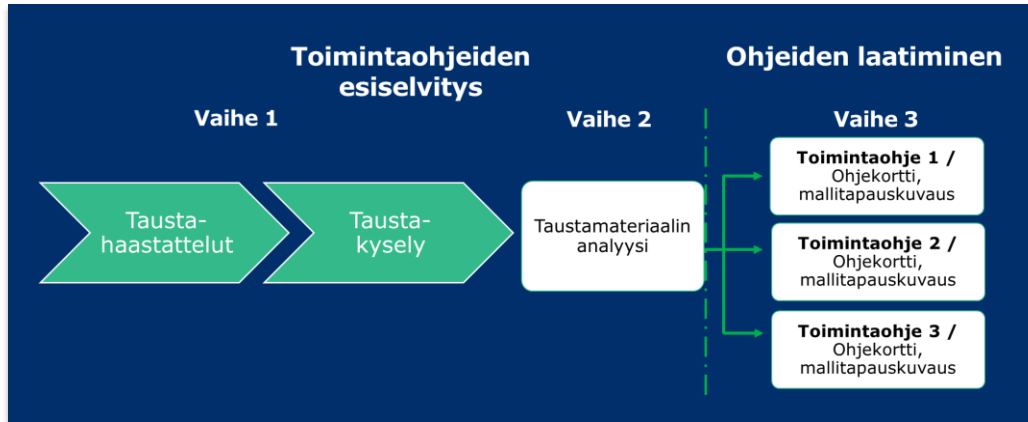 Toimintaohjeiden
esiselvitys
Ohjeiden laatiminen
Vaihe 1
Vaihe 2
Vaihe 3
Tausta-
haastattelut
Tausta-
kysely
Taustamateriaalin
analyysi
Toimintaohje 1 /
Ohjekortti,
mallitapauskuvaus
Toimintaohje 2 /
Ohjekortti,
mallitapauskuvaus
Toimintaohje 3 /
Ohjekortti,
mallitapauskuvaus